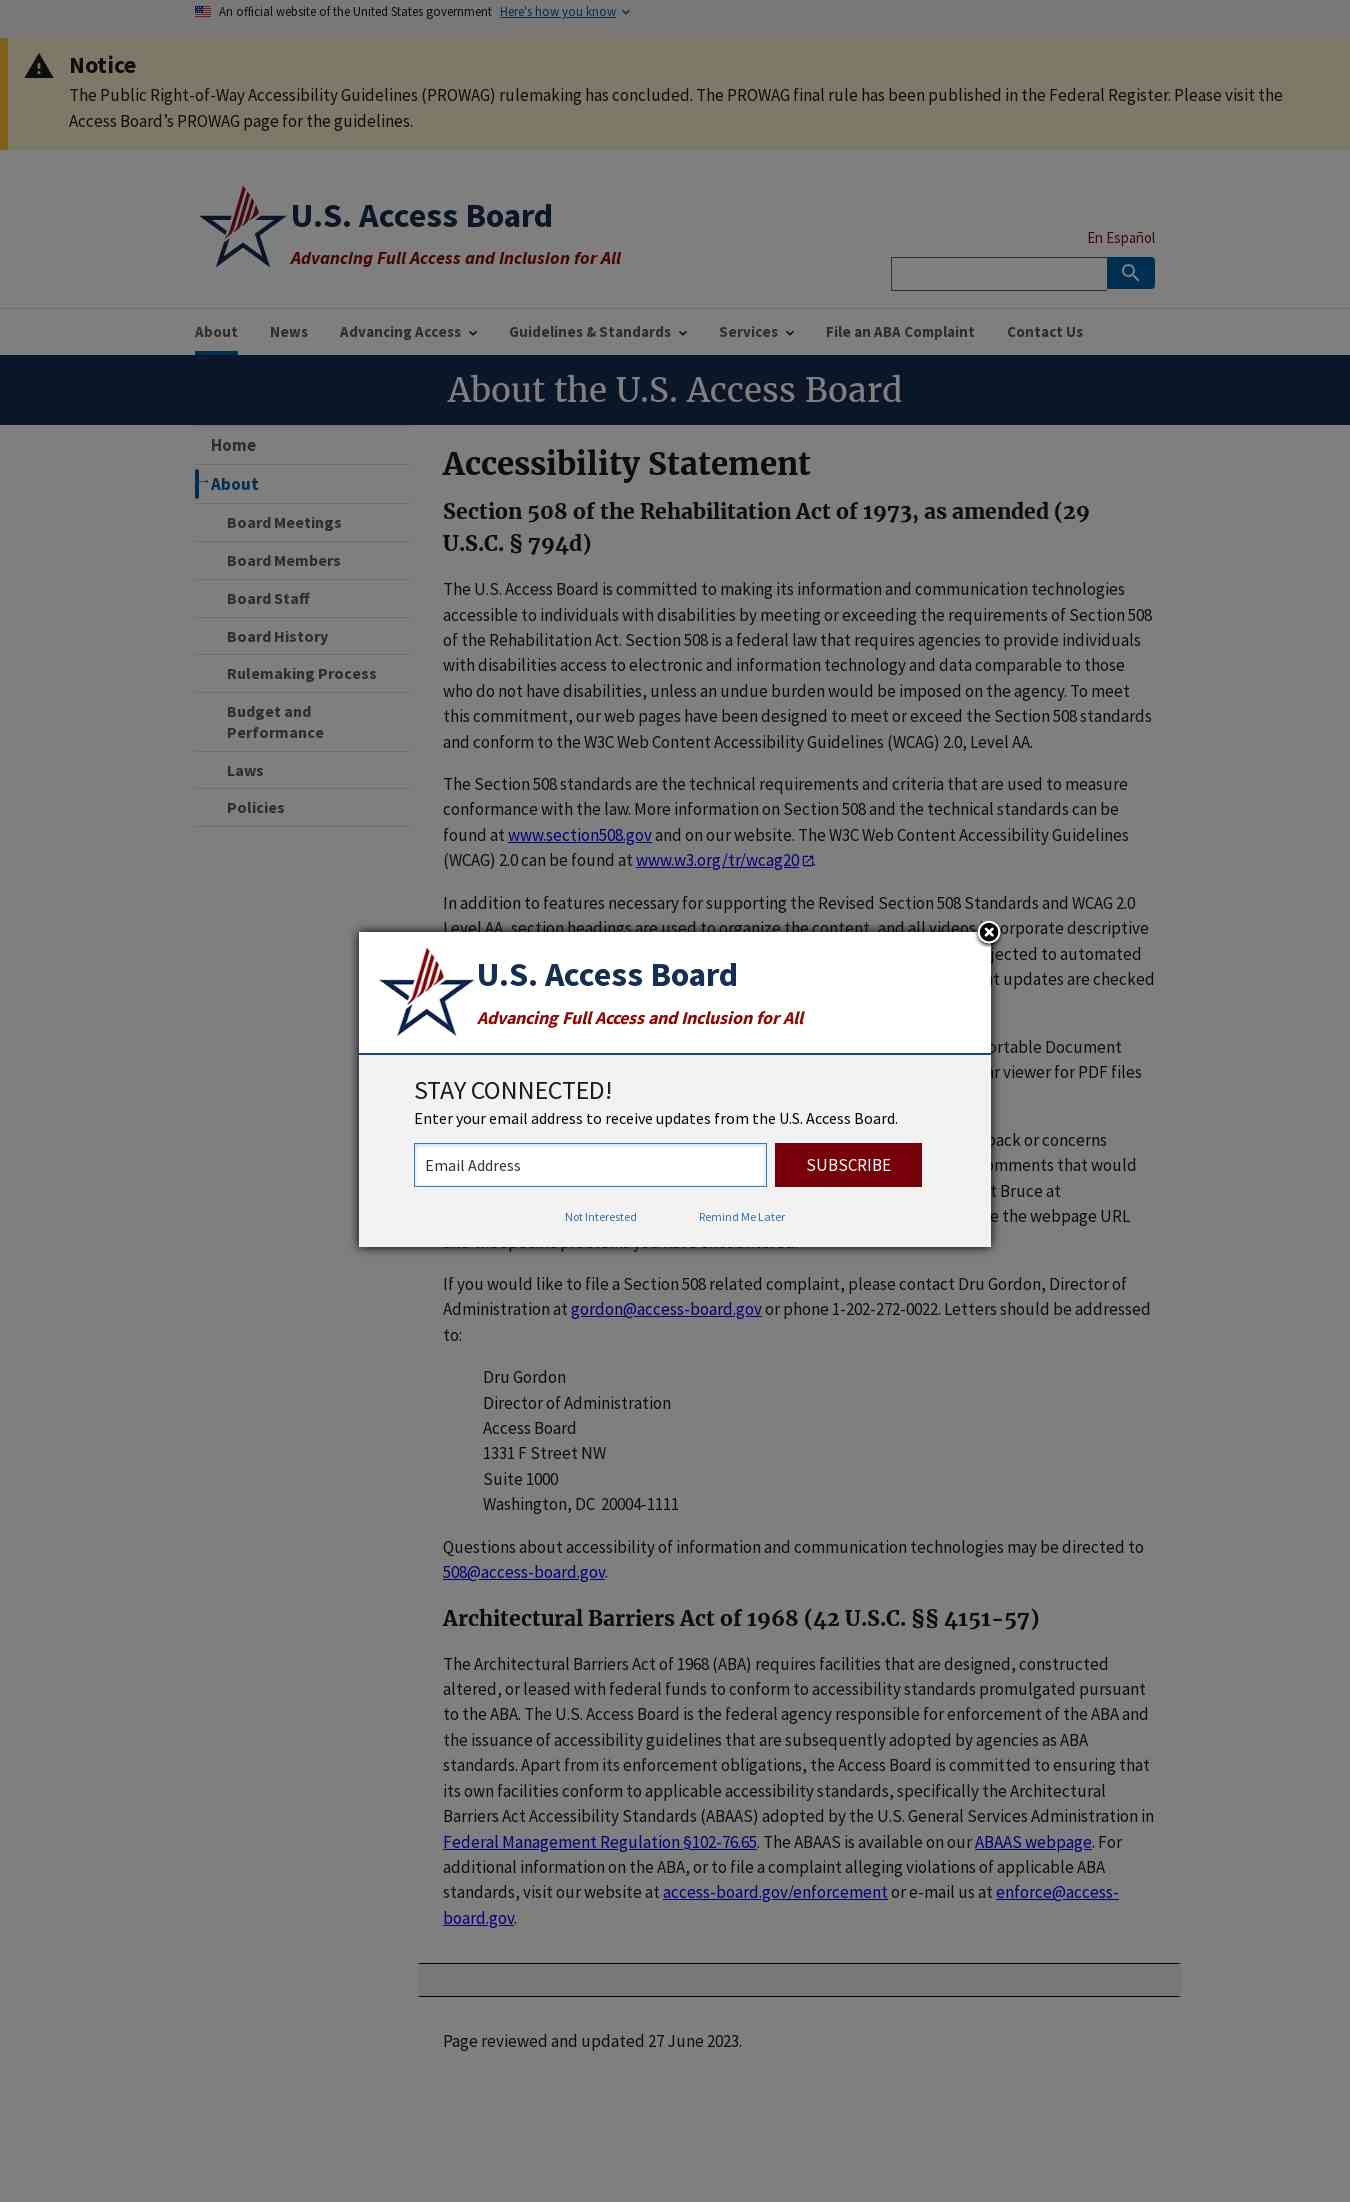 An official website of the United States government Here's how you know
Notice
The Public Right-of-Way Accessibility Guidelines (PROWAG) rulemaking has concluded. The PROWAG final rule has been published in the Federal Register. Please visit the
Access Board’s PROWAG page for the guidelines.
U.S. Access Board
Advancing Full Access and Inclusion for All
En Español
About News Advancing Access Guidelines & Standards Services File an ABA Complaint Contact Us
About the U.S. Access Board
Home
About
Board Meetings
Board Members
Board Staff
Board History
Rulemaking Process
Budget and
Performance
Laws
Policies
Accessibility Statement
Section 508 of the Rehabilitation Act of 1973, as amended (29
U.S.C. § 794d)
The U.S. Access Board is committed to making its information and communication technologies
accessible to individuals with disabilities by meeting or exceeding the requirements of Section 508
of the Rehabilitation Act. Section 508 is a federal law that requires agencies to provide individuals
with disabilities access to electronic and information technology and data comparable to those
who do not have disabilities, unless an undue burden would be imposed on the agency. To meet
this commitment, our web pages have been designed to meet or exceed the Section 508 standards
and conform to the W3C Web Content Accessibility Guidelines (WCAG) 2.0, Level AA.
The Section 508 standards are the technical requirements and criteria that are used to measure
conformance with the law. More information on Section 508 and the technical standards can be
found at www.section508.gov and on our website. The W3C Web Content Accessibility Guidelines
(WCAG) 2.0 can be found at www.w3.org/tr/wcag20.
In addition to features necessary for supporting the Revised Section 508 Standards and WCAG 2.0
Level AA, section headings are used to organize the content, and all videos corporate descriptive
jected to automated
t updates are checked
U.S. Access Board
Advancing Full Access and Inclusion for All
ortable Document
r viewer for PDF files
STAY CONNECTED!
Enter your email address to receive updates from the U.S. Access Board.
Email Address SUBSCRIBE
Not Interested Remind Me Later
back or concerns
omments that would
t Bruce at
e the webpage URL
If you would like to file a Section 508 related complaint, please contact Dru Gordon, Director of
Administration at gordon@access-board.gov or phone 1-202-272-0022. Letters should be addressed
to:
Dru Gordon
Director of Administration
Access Board
1331 F Street NW
Suite 1000
Washington, DC 20004-1111
Questions about accessibility of information and communication technologies may be directed to
508@access-board.gov.
Architectural Barriers Act of 1968 (42 U.S.C. §§ 4151-57)
The Architectural Barriers Act of 1968 (ABA) requires facilities that are designed, constructed
altered, or leased with federal funds to conform to accessibility standards promulgated pursuant
to the ABA. The U.S. Access Board is the federal agency responsible for enforcement of the ABA and
the issuance of accessibility guidelines that are subsequently adopted by agencies as ABA
standards. Apart from its enforcement obligations, the Access Board is committed to ensuring that
its own facilities conform to applicable accessibility standards, specifically the Architectural
Barriers Act Accessibility Standards (ABAAS) adopted by the U.S. General Services Administration in
Federal Management Regulation §102-76.65. The ABAAS is available on our ABAAS webpage. For
additional information on the ABA, or to file a complaint alleging violations of applicable ABA
standards, visit our website at access-board.gov/enforcement or e-mail us at enforce@access-
board.gov.
Page reviewed and updated 27 June 2023.